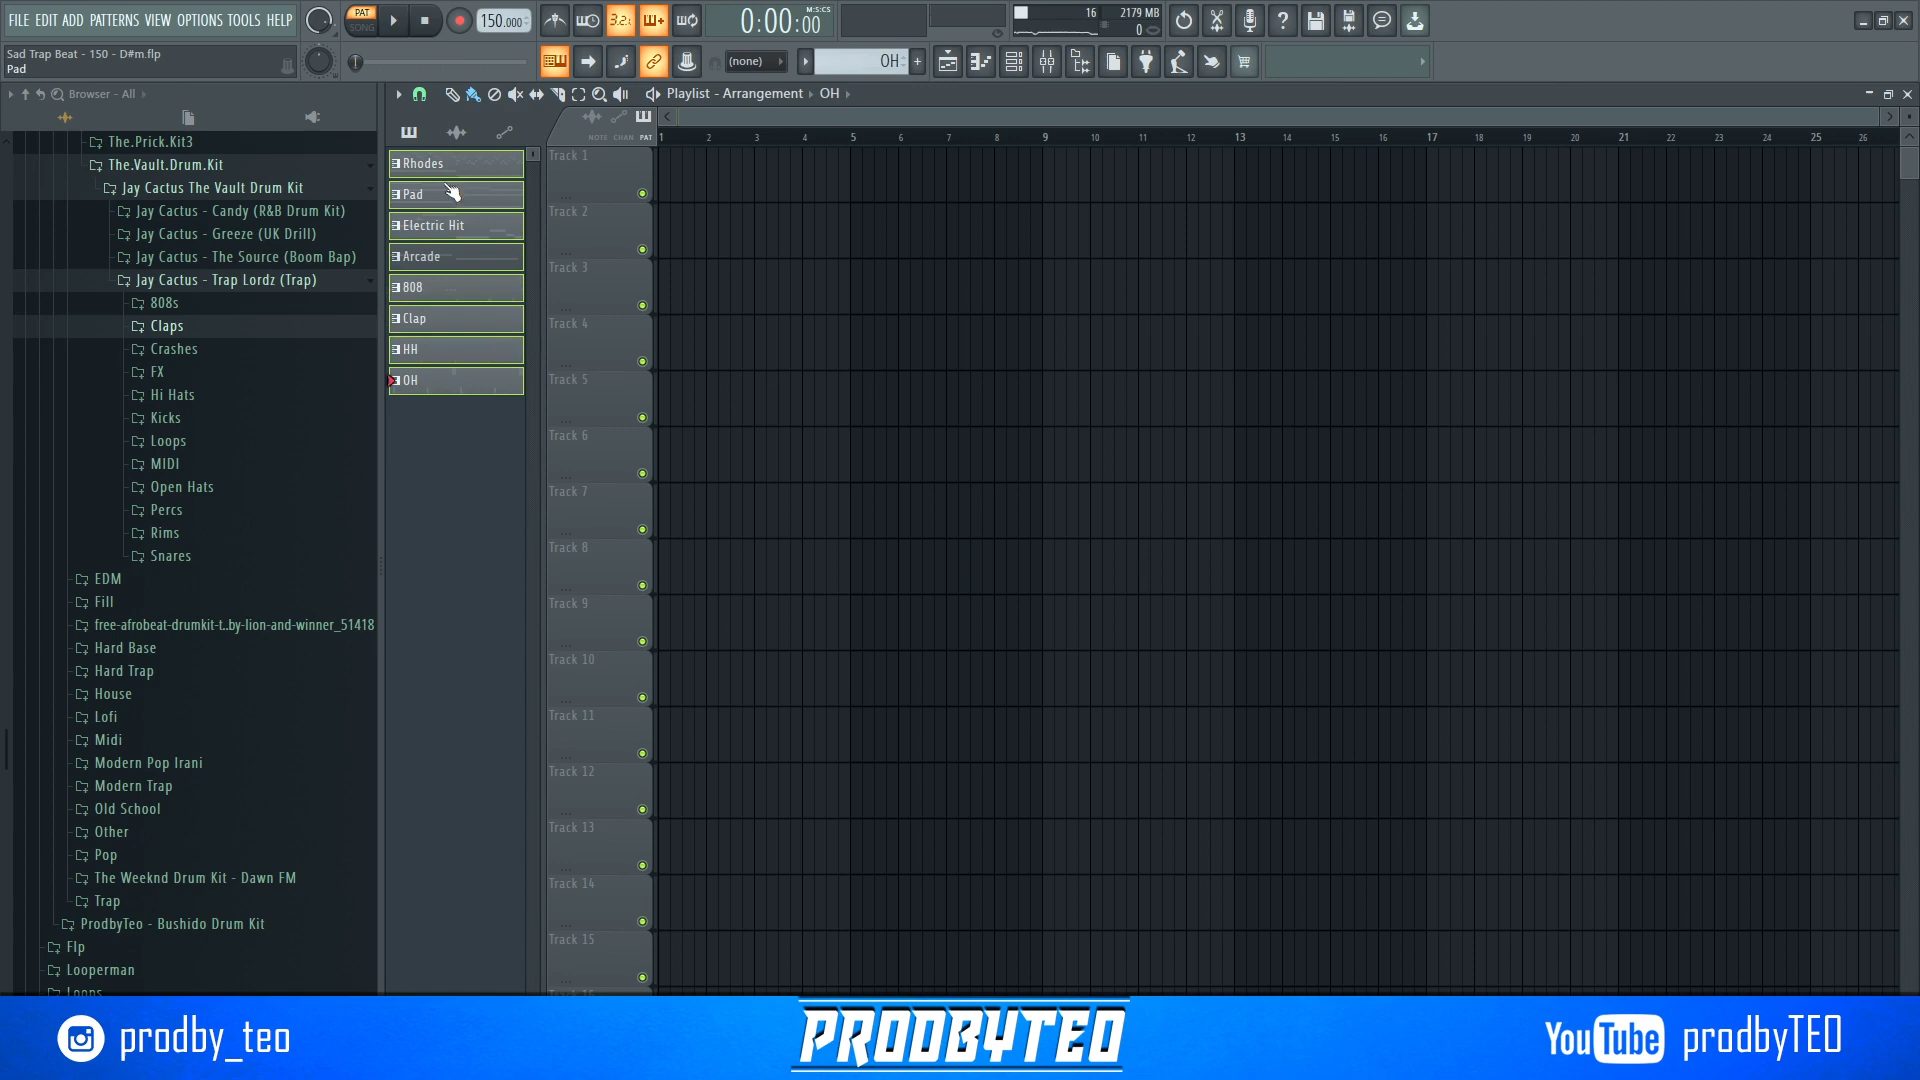 FILE EDIT ADD PATTERNS VIEW OPTIONS TOOLS HELP
PAT
SONG
150.000
3.2.
0:00:00
M:S:CS
16
2179 MB
0
Sad Trap Beat - 150 - D#m.flp
Pad
(none)
OH
Browser - All
Playlist - Arrangement
OH
NOTE CHAN PAT
1 2 3 4 5 6 7 8 9 10 11 12 13 14 15 16 17 18 19 20 21 22 23 24 25 26
The.Prick.Kit3
The.Vault.Drum.Kit
Jay Cactus The Vault Drum Kit
Jay Cactus - Candy (R&B Drum Kit)
Jay Cactus - Greeze (UK Drill)
Jay Cactus - The Source (Boom Bap)
Jay Cactus - Trap Lordz (Trap)
808s
Claps
Crashes
FX
Hi Hats
Kicks
Loops
MIDI
Open Hats
Percs
Rims
Snares
EDM
Fill
free-afrobeat-drumkit-t..by-lion-and-winner_51418
Hard Base
Hard Trap
House
Lofi
Midi
Modern Pop Irani
Modern Trap
Old School
Other
Pop
The Weeknd Drum Kit - Dawn FM
Trap
ProdbyTeo - Bushido Drum Kit
Flp
Looperman
Loops
Rhodes
Pad
Electric Hit
Arcade
808
Clap
HH
OH
Track 1
Track 2
Track 3
Track 4
Track 5
Track 6
Track 7
Track 8
Track 9
Track 10
Track 11
Track 12
Track 13
Track 14
Track 15
Track 16
prodby_teo
PRODBYTEO
YouTube prodbyTEO